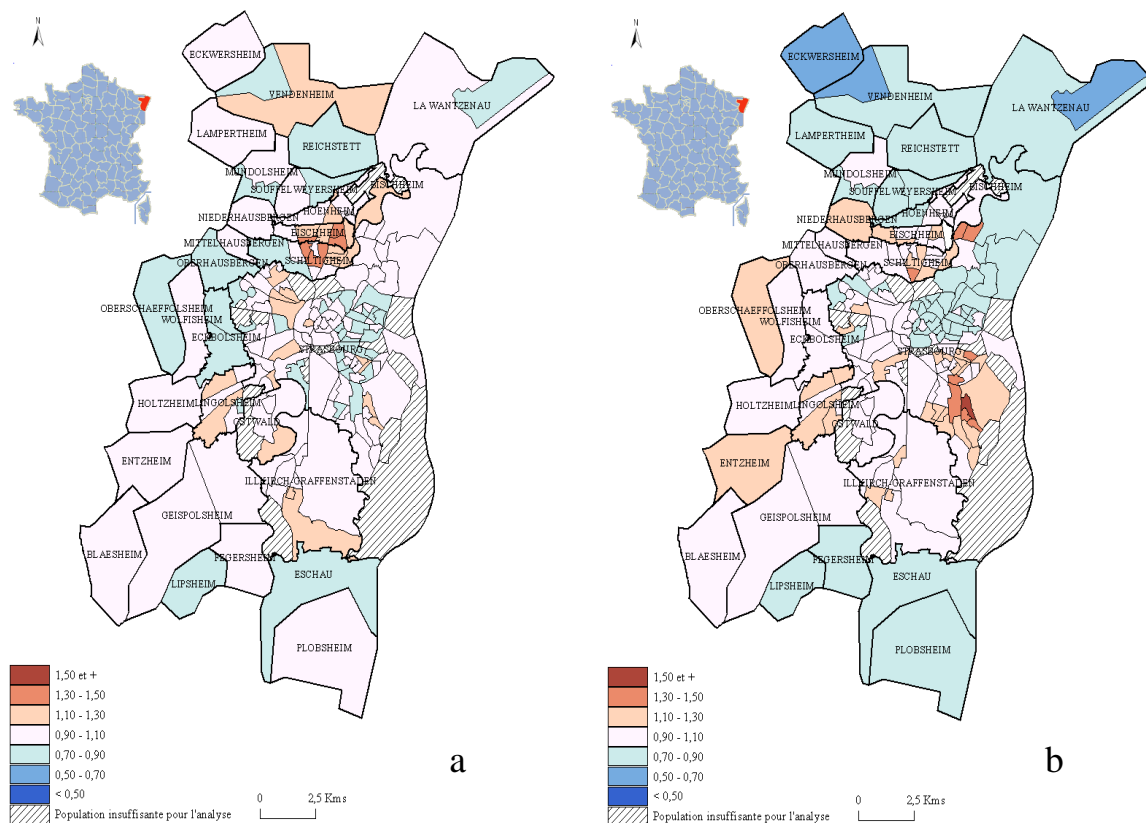 N
ECKWERSHEIM
VENDENHEIM
LA WANTZENAU
LAMPERTHEIM
REICHSTETT
MUNDOLSHEIM
SOUFFELWEYERSHEIM
BISCHHEIM
NIEDERHAUSBERGEN
HOENHEIM
BISCHHEIM
MITTELHAUSBERGEN
OBERHAUSBERGEN
SCHILTIGHEIM
OBERSCHAEFFOLSHEIM
WOLFISHEIM
ECKBOLSHEIM
STRASBOURG
HOLTZHEIM
LINGOLSHEIM
OSTWALD
ENTZHEIM
ILLKIRCH-GRAFFENSTADEN
GEISPOLSHEIM
BLAESHEIM
FEGERSHEIM
LIPSHEIM
ESCHAU
PLOBSHEIM
1,50 et +
1,30 - 1,50
1,10 - 1,30
0,90 - 1,10
0,70 - 0,90
0,50 - 0,70
< 0,50
Population insuffisante pour l'analyse
0 2,5 Kms
a
N
ECKWERSHEIM
VENDENHEIM
LA WANTZENAU
LAMPERTHEIM
REICHSTETT
MUNDOLSHEIM
SOUFFELWEYERSHEIM
BISCHHEIM
NIEDERHAUSBERGEN
HOENHEIM
BISCHHEIM
MITTELHAUSBERGEN
OBERHAUSBERGEN
SCHILTIGHEIM
OBERSCHAEFFOLSHEIM
WOLFISHEIM
ECKBOLSHEIM
STRASBOURG
HOLTZHEIM
LINGOLSHEIM
OSTWALD
ENTZHEIM
ILLKIRCH-GRAFFENSTADEN
GEISPOLSHEIM
BLAESHEIM
FEGERSHEIM
LIPSHEIM
ESCHAU
PLOBSHEIM
1,50 et +
1,30 - 1,50
1,10 - 1,30
0,90 - 1,10
0,70 - 0,90
0,50 - 0,70
< 0,50
Population insuffisante pour l'analyse
0 2,5 Kms
b